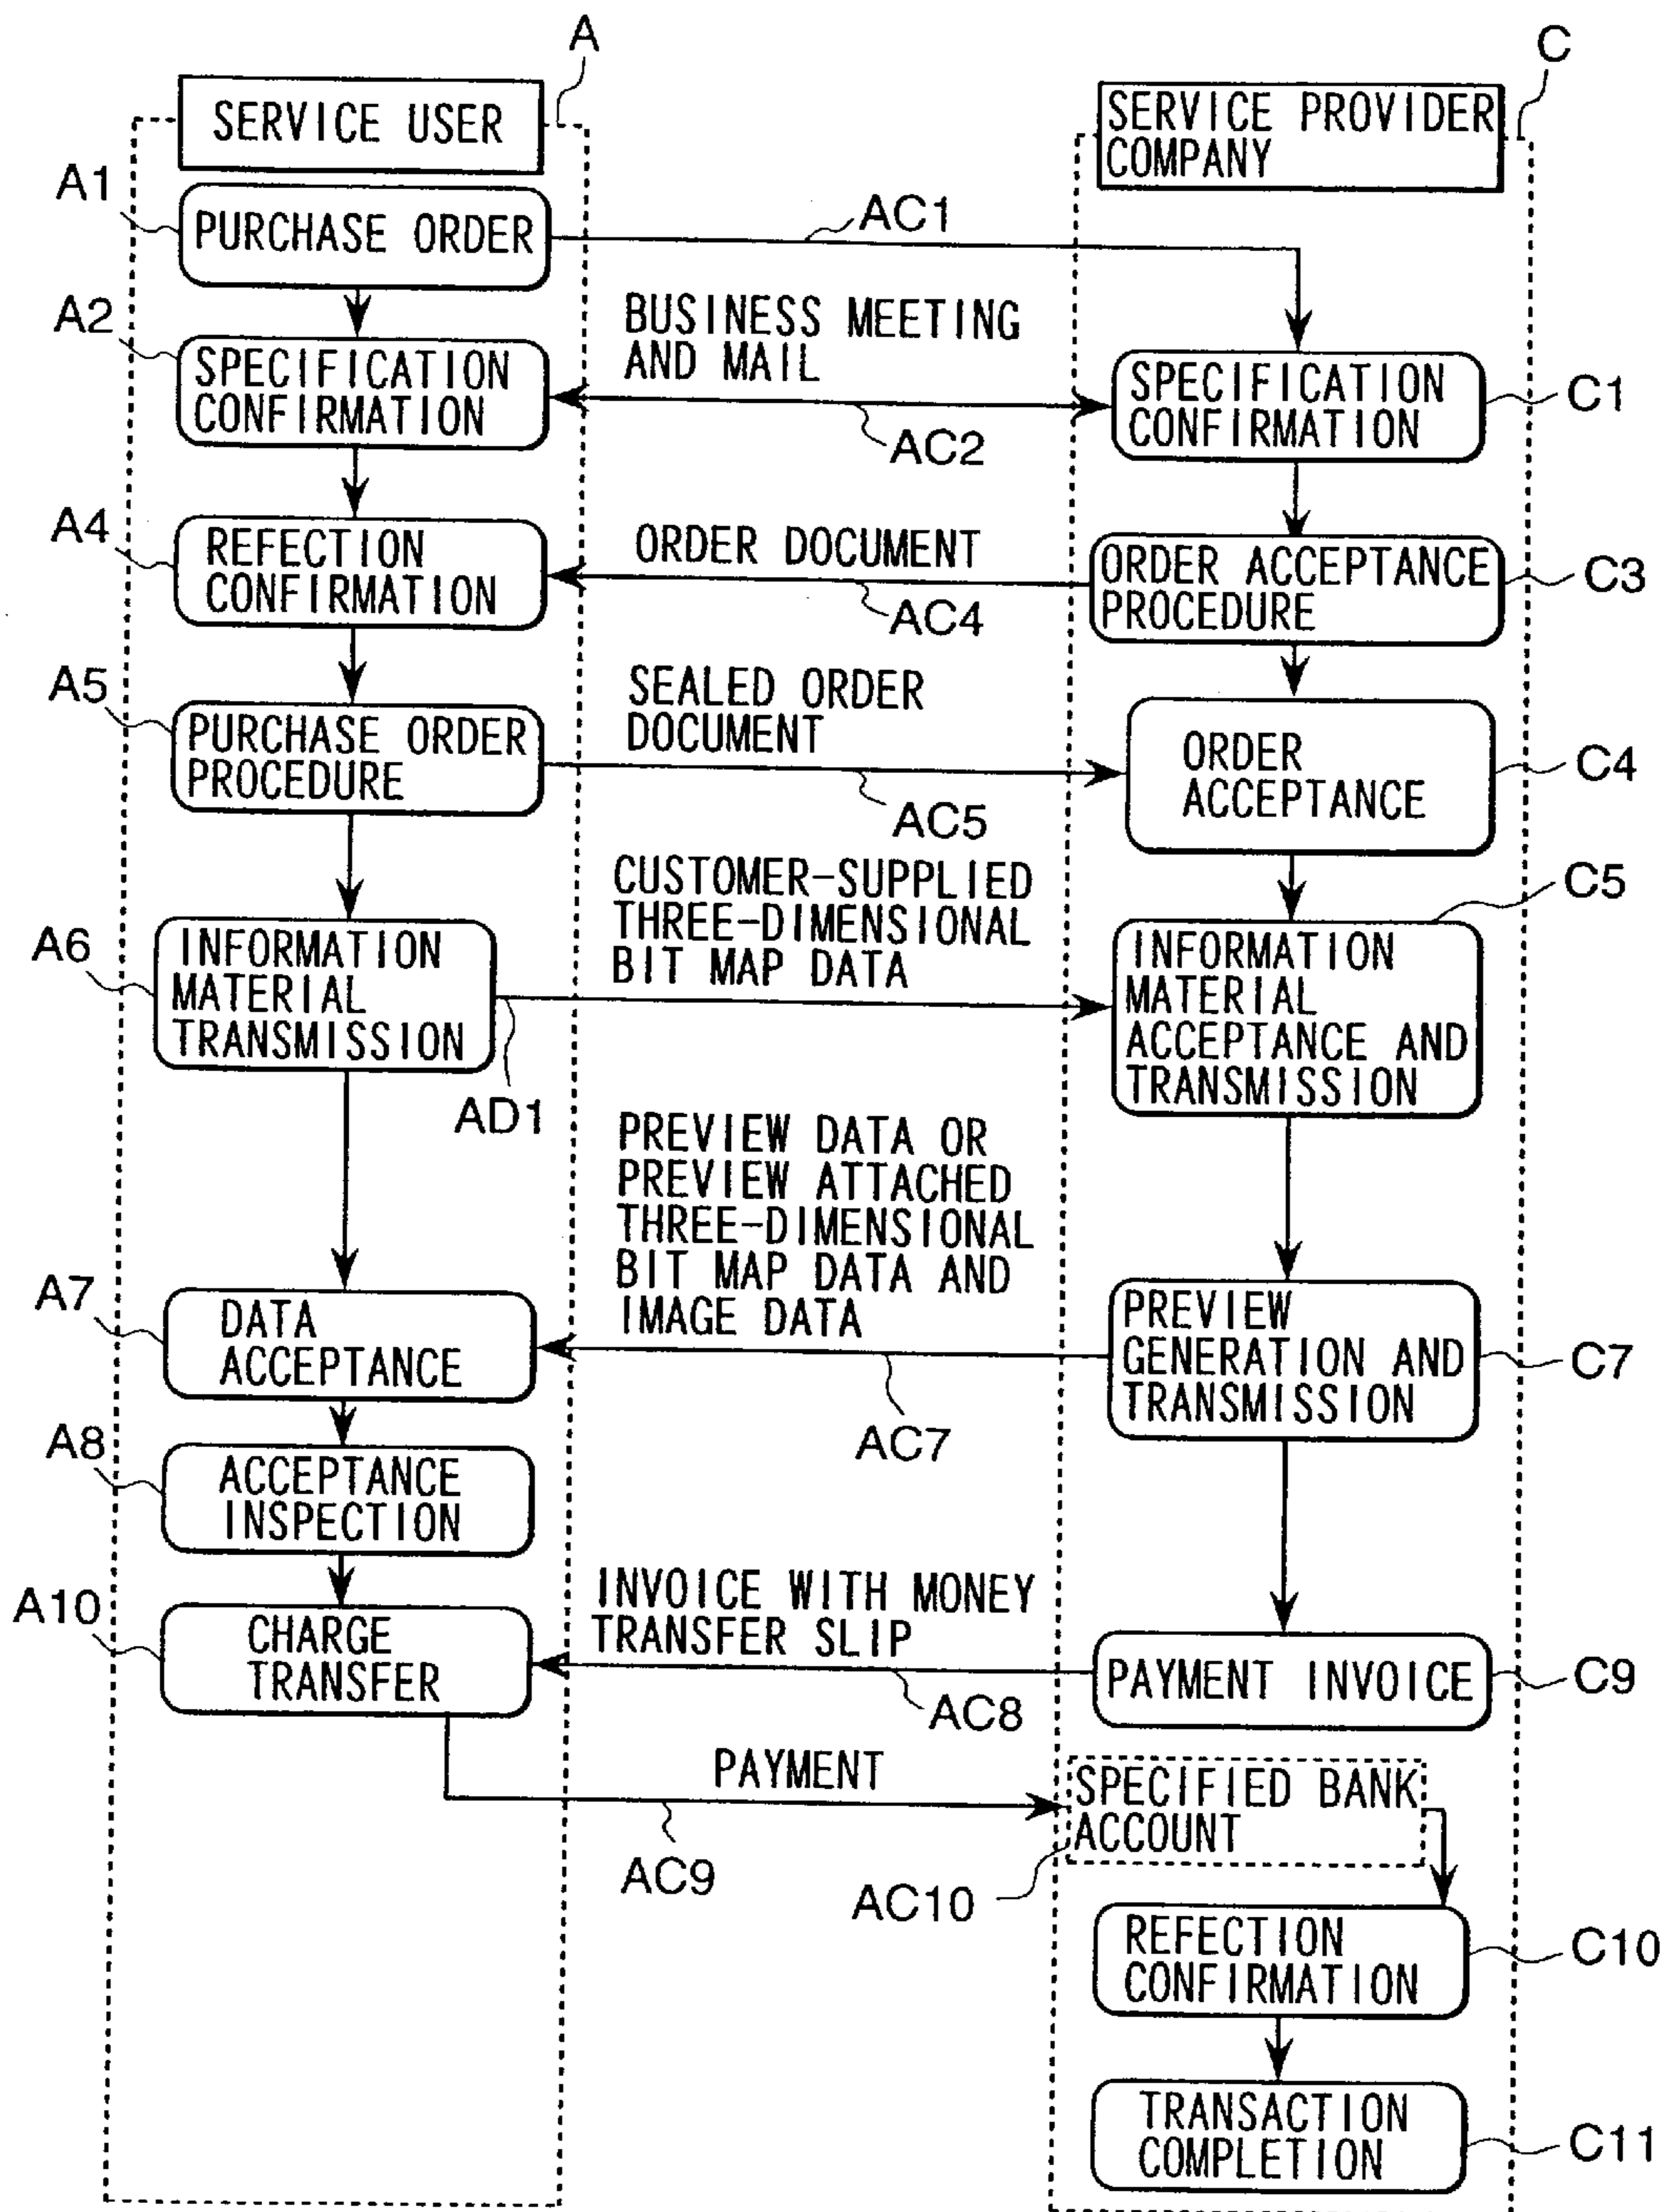 A
C
SERVICE USER
SERVICE PROVIDER
COMPANY
A1
PURCHASE ORDER
AC1
A2
SPECIFICATION
CONFIRMATION
BUSINESS MEETING
AND MAIL
AC2
SPECIFICATION
CONFIRMATION
C1
A4
REFECTION
CONFIRMATION
ORDER DOCUMENT
AC4
ORDER ACCEPTANCE
PROCEDURE
C3
A5
PURCHASE ORDER
PROCEDURE
SEALED ORDER
DOCUMENT
AC5
ORDER
ACCEPTANCE
C4
A6
INFORMATION
MATERIAL
TRANSMISSION
CUSTOMER-SUPPLIED
THREE-DIMENSIONAL
BIT MAP DATA
AD1
INFORMATION
MATERIAL
ACCEPTANCE AND
TRANSMISSION
C5
A7
DATA
ACCEPTANCE
PREVIEW DATA OR
PREVIEW ATTACHED
THREE-DIMENSIONAL
BIT MAP DATA AND
IMAGE DATA
AC7
PREVIEW
GENERATION AND
TRANSMISSION
C7
A8
ACCEPTANCE
INSPECTION
A10
CHARGE
TRANSFER
INVOICE WITH MONEY
TRANSFER SLIP
AC8
PAYMENT INVOICE
C9
PAYMENT
AC9
SPECIFIED BANK
ACCOUNT
AC10
REFECTION
CONFIRMATION
C10
TRANSACTION
COMPLETION
C11